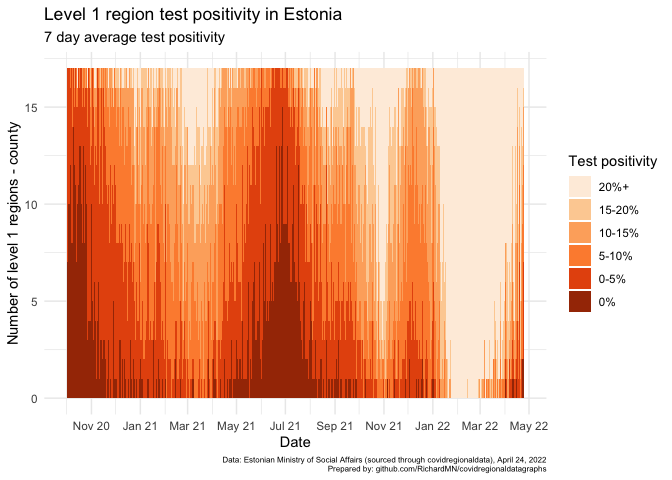 Level 1 region test positivity in Estonia
7 day average test positivity
Number of level 1 regions - county
15
10
5
0
Nov 20 Jan 21 Mar 21 May 21 Jul 21 Sep 21 Nov 21 Jan 22 Mar 22 May 22
Date
Test positivity
20%+
15-20%
10-15%
5-10%
0-5%
0%
Data: Estonian Ministry of Social Affairs (sourced through covidregionaldata), April 24, 2022
Prepared by: github.com/RichardMN/covidregionaldatagraphs